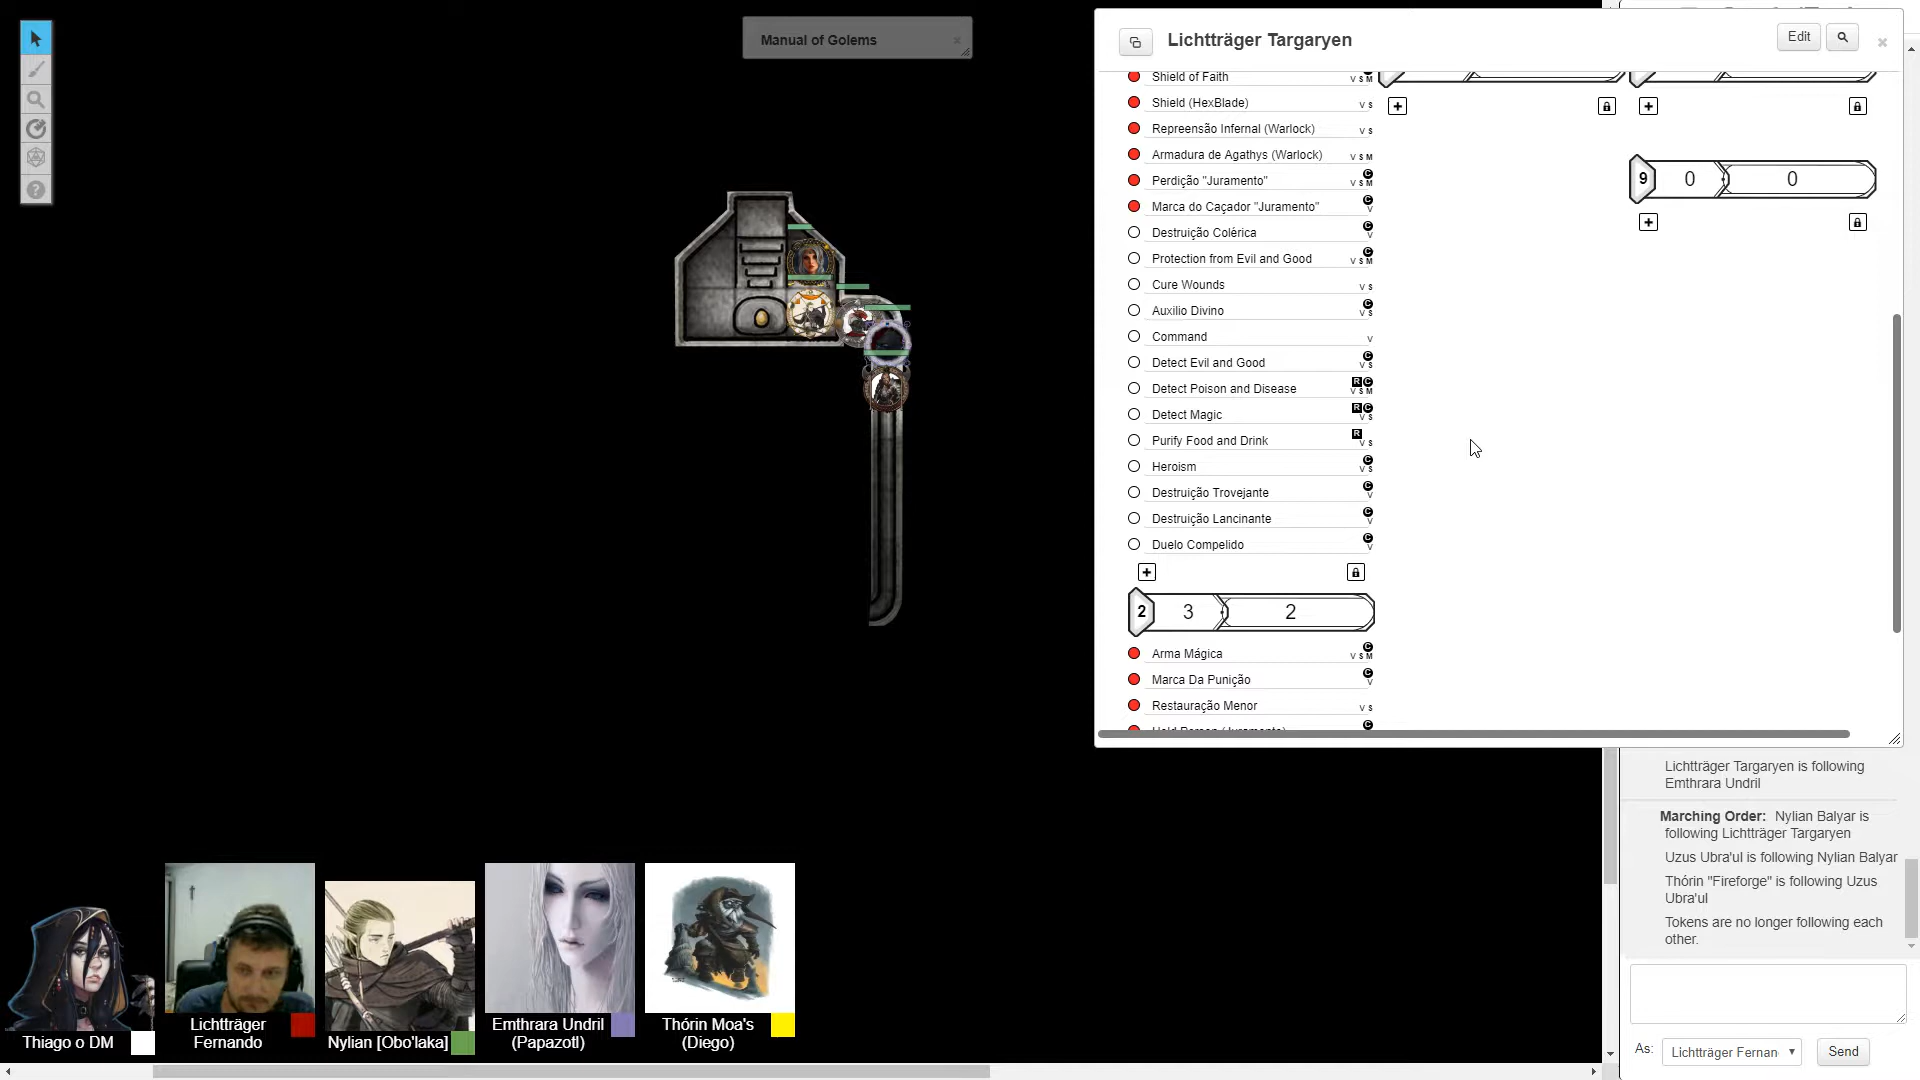 Manual of Golems
Lichtträger Targaryen
Edit
Shield of Faith V S M C
Shield (HexBlade) V S
Repreensão Infernal (Warlock) V S
Armadura de Agathys (Warlock) V S M
Perdição "Juramento" C V S M
Marca do Caçador "Juramento" C V
Destruição Colérica C V
Protection from Evil and Good C V S M
Cure Wounds V S
Auxilio Divino C V S
Command V
Detect Evil and Good C V S
Detect Poison and Disease R C V S M
Detect Magic R C V S
Purify Food and Drink R V S
Heroism C V S
Destruição Trovejante C V
Destruição Lancinante C V
Duelo Compelido C V
2 3 2
Arma Mágica C V S M
Marca Da Punição C V
Restauração Menor V S
Hold Person (Juramento) C
9 0 0
Lichtträger Targaryen is following
Emthrara Undril
Marching Order: Nylian Balyar is
following Lichtträger Targaryen
Uzus Ubra'ul is following Nylian Balyar
Thórin "Fireforge" is following Uzus
Ubra'ul
Tokens are no longer following each
other.
As: Lichtträger Fernan
Send
Thiago o DM
Lichtträger
Fernando
Nylian [Obo'laka]
Emthrara Undril
(Papazotl)
Thórin Moa's
(Diego)